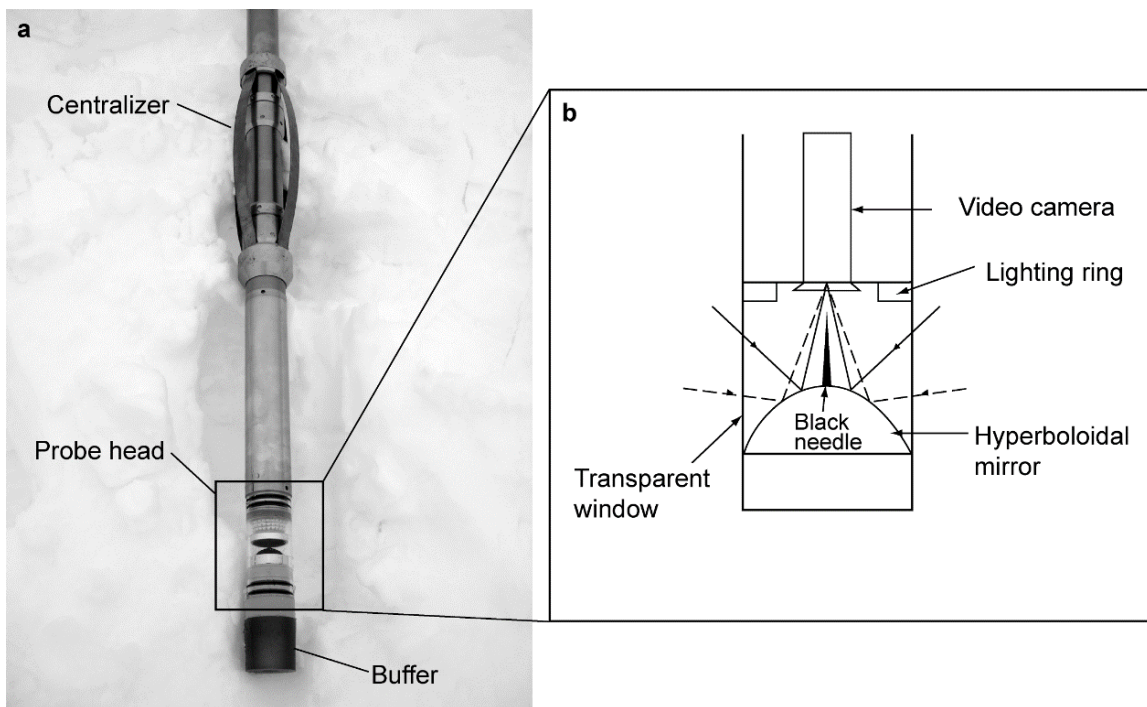 a
Centralizer
Probe head
Buffer
b
Video camera
Lighting ring
Black
needle
Hyperboloidal
mirror
Transparent
window